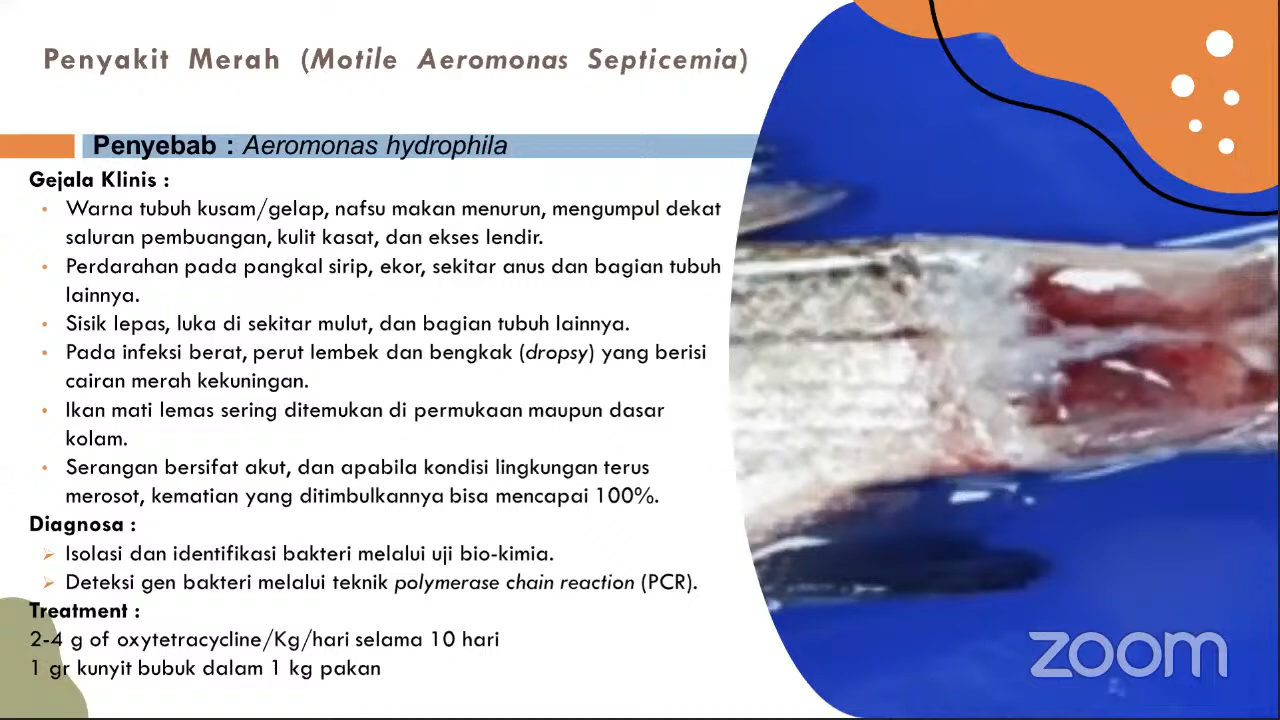 Penyakit Merah (Motile Aeromonas Septicemia)
Penyebab : Aeromonas hydrophila
Gejala Klinis :
• Warna tubuh kusam/gelap, nafsu makan menurun, mengumpul dekat
saluran pembuangan, kulit kasat, dan ekses lendir.
• Perdarahan pada pangkal sirip, ekor, sekitar anus dan bagian tubuh
lainnya.
• Sisik lepas, luka di sekitar mulut, dan bagian tubuh lainnya.
• Pada infeksi berat, perut lembek dan bengkak (dropsy) yang berisi
cairan merah kekuningan.
• Ikan mati lemas sering ditemukan di permukaan maupun dasar
kolam.
• Serangan bersifat akut, dan apabila kondisi lingkungan terus
merosot, kematian yang ditimbulkannya bisa mencapai 100%.
Diagnosa :
➢ Isolasi dan identifikasi bakteri melalui uji bio-kimia.
➢ Deteksi gen bakteri melalui teknik polymerase chain reaction (PCR).
Treatment :
2-4 g of oxytetracycline/Kg/hari selama 10 hari
1 gr kunyit bubuk dalam 1 kg pakan
zoom